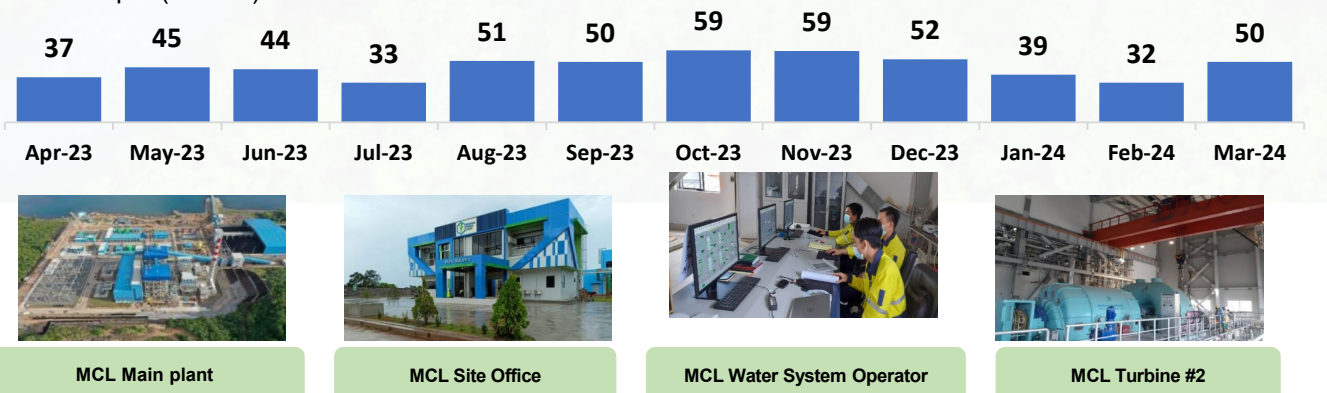 37 45 44 33 51 50 59 59 52 39 32 50
Apr-23 May-23 Jun-23 Jul-23 Aug-23 Sep-23 Oct-23 Nov-23 Dec-23 Jan-24 Feb-24 Mar-24
MCL Main plant MCL Site Office MCL Water System Operator MCL Turbine #2